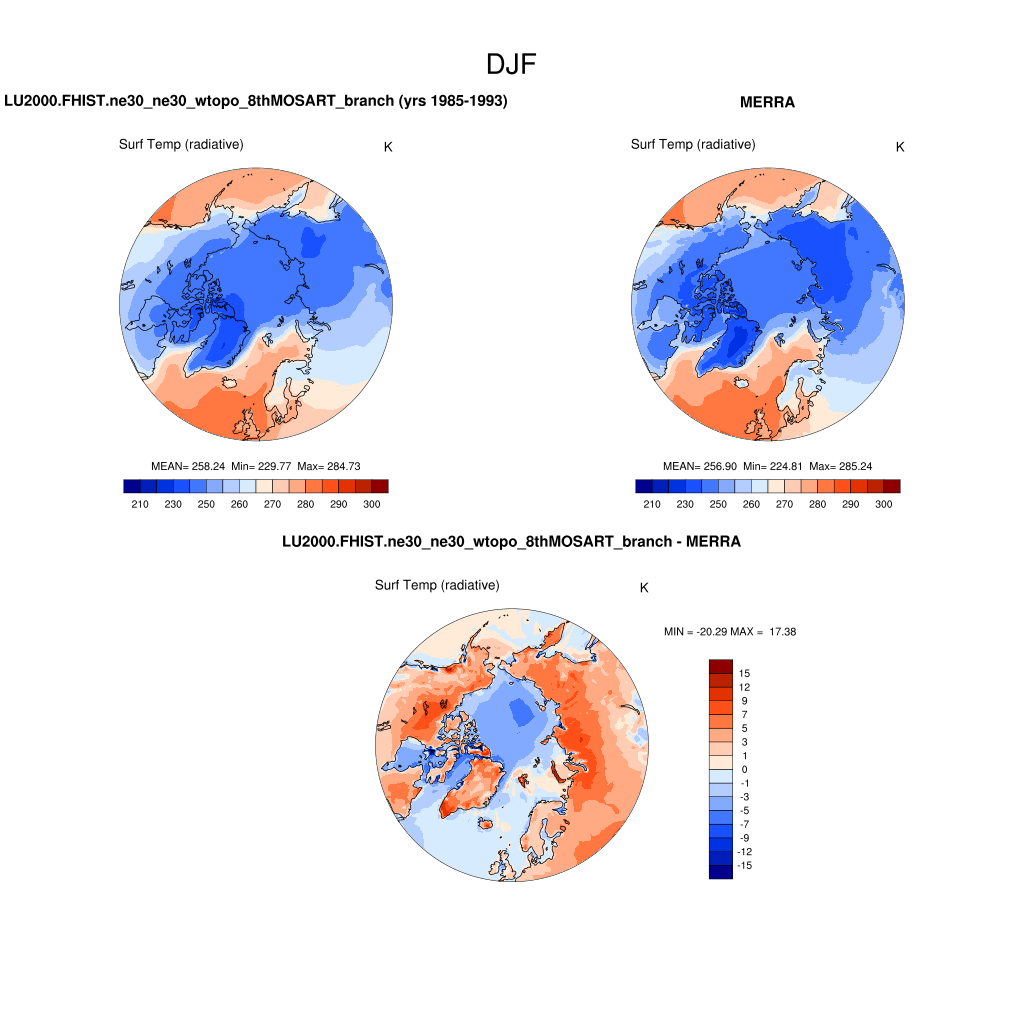 DJF
LU2000.FHIST.ne30_ne30_wtopo_8thMOSART_branch (yrs 1985-1993)
MERRA
Surf Temp (radiative) K
Surf Temp (radiative) K
MEAN= 258.24 Min= 229.77 Max= 284.73
MEAN= 256.90 Min= 224.81 Max= 285.24
210 230 250 260 270 280 290 300
210 230 250 260 270 280 290 300
LU2000.FHIST.ne30_ne30_wtopo_8thMOSART_branch - MERRA
Surf Temp (radiative) K
MIN = -20.29 MAX = 17.38
15
12
9
7
5
3
1
0
-1
-3
-5
-7
-9
-12
-15